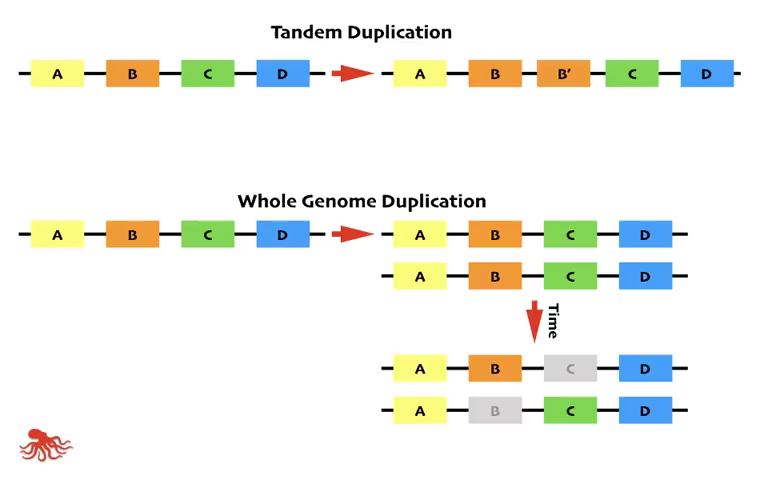 Tandem Duplication
A B C D A B B’ C D
Whole Genome Duplication
A B C D A B C D
A B C D
Time
A B C D
A B C D